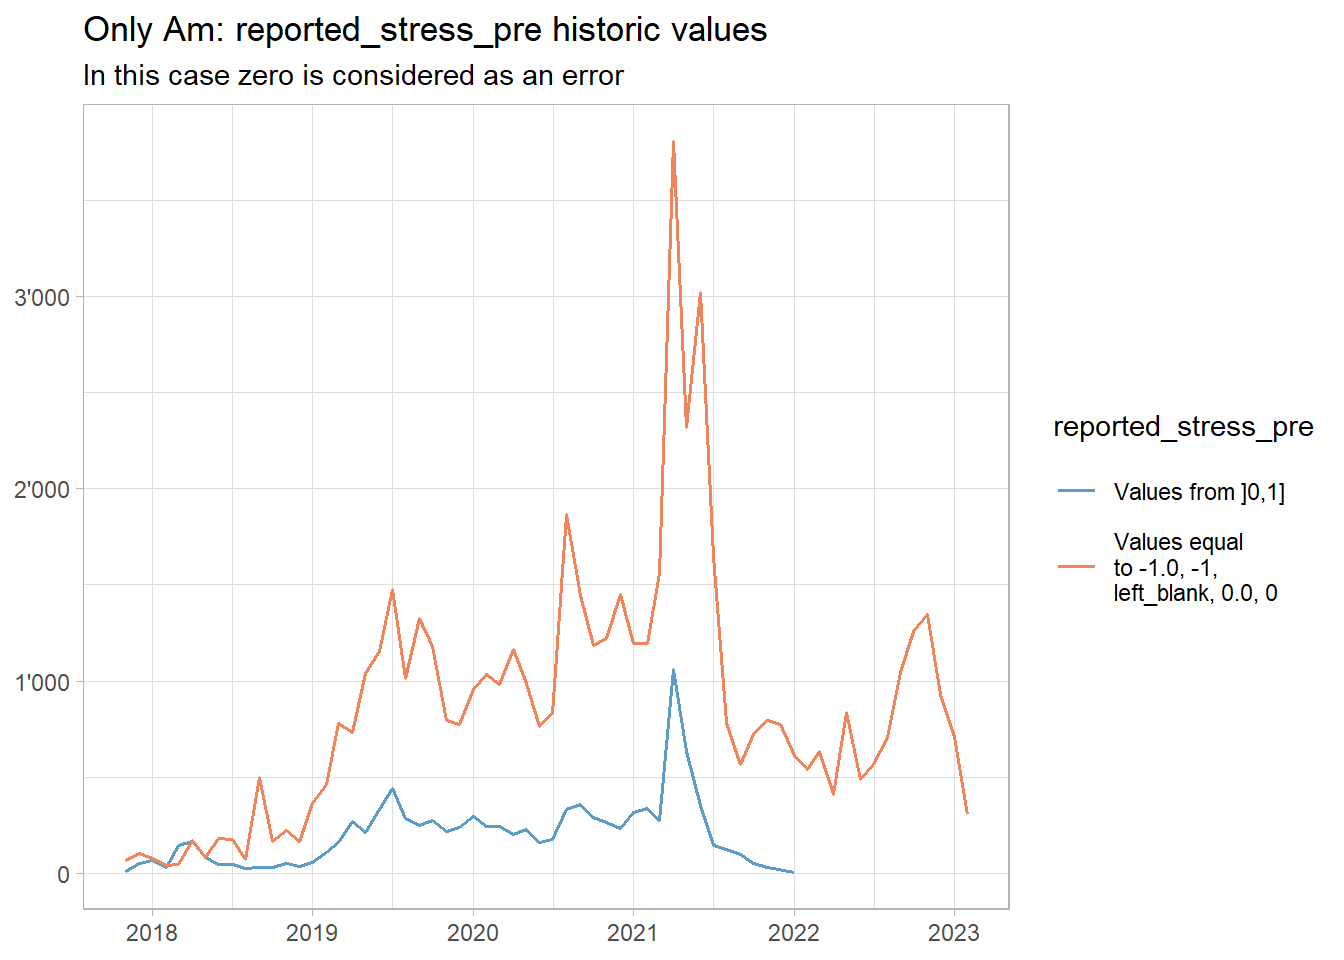 Only Am: reported_stress_pre historic values
In this case zero is considered as an error
3'000
2'000
1'000
0
2018 2019 2020 2021 2022 2023
reported_stress_pre
Values from ]0,1]
Values equal
to -1.0, -1,
left_blank, 0.0, 0